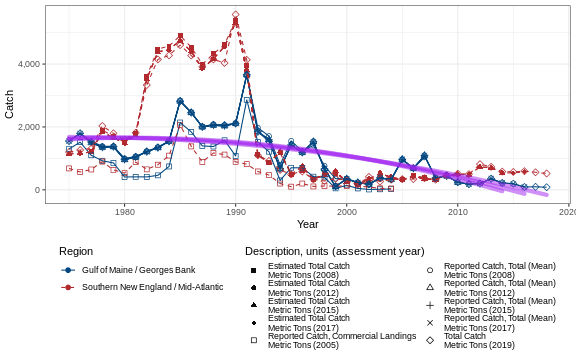 4,000
2,000
0
Catch
1980
1990
2000
2010
2020
Year
Region
Gulf of Maine / Georges Bank
Southern New England / Mid-Atlantic
Description, units (assessment year)
Estimated Total Catch
Metric Tons (2008)
Estimated Total Catch
Metric Tons (2012)
Estimated Total Catch
Metric Tons (2015)
Estimated Total Catch
Metric Tons (2017)
Reported Catch, Commercial Landings
Metric Tons (2005)
Reported Catch, Total (Mean)
Metric Tons (2008)
Reported Catch, Total (Mean)
Metric Tons (2012)
Reported Catch, Total (Mean)
Metric Tons (2015)
Reported Catch, Total (Mean)
Metric Tons (2017)
Total Catch
Metric Tons (2019)